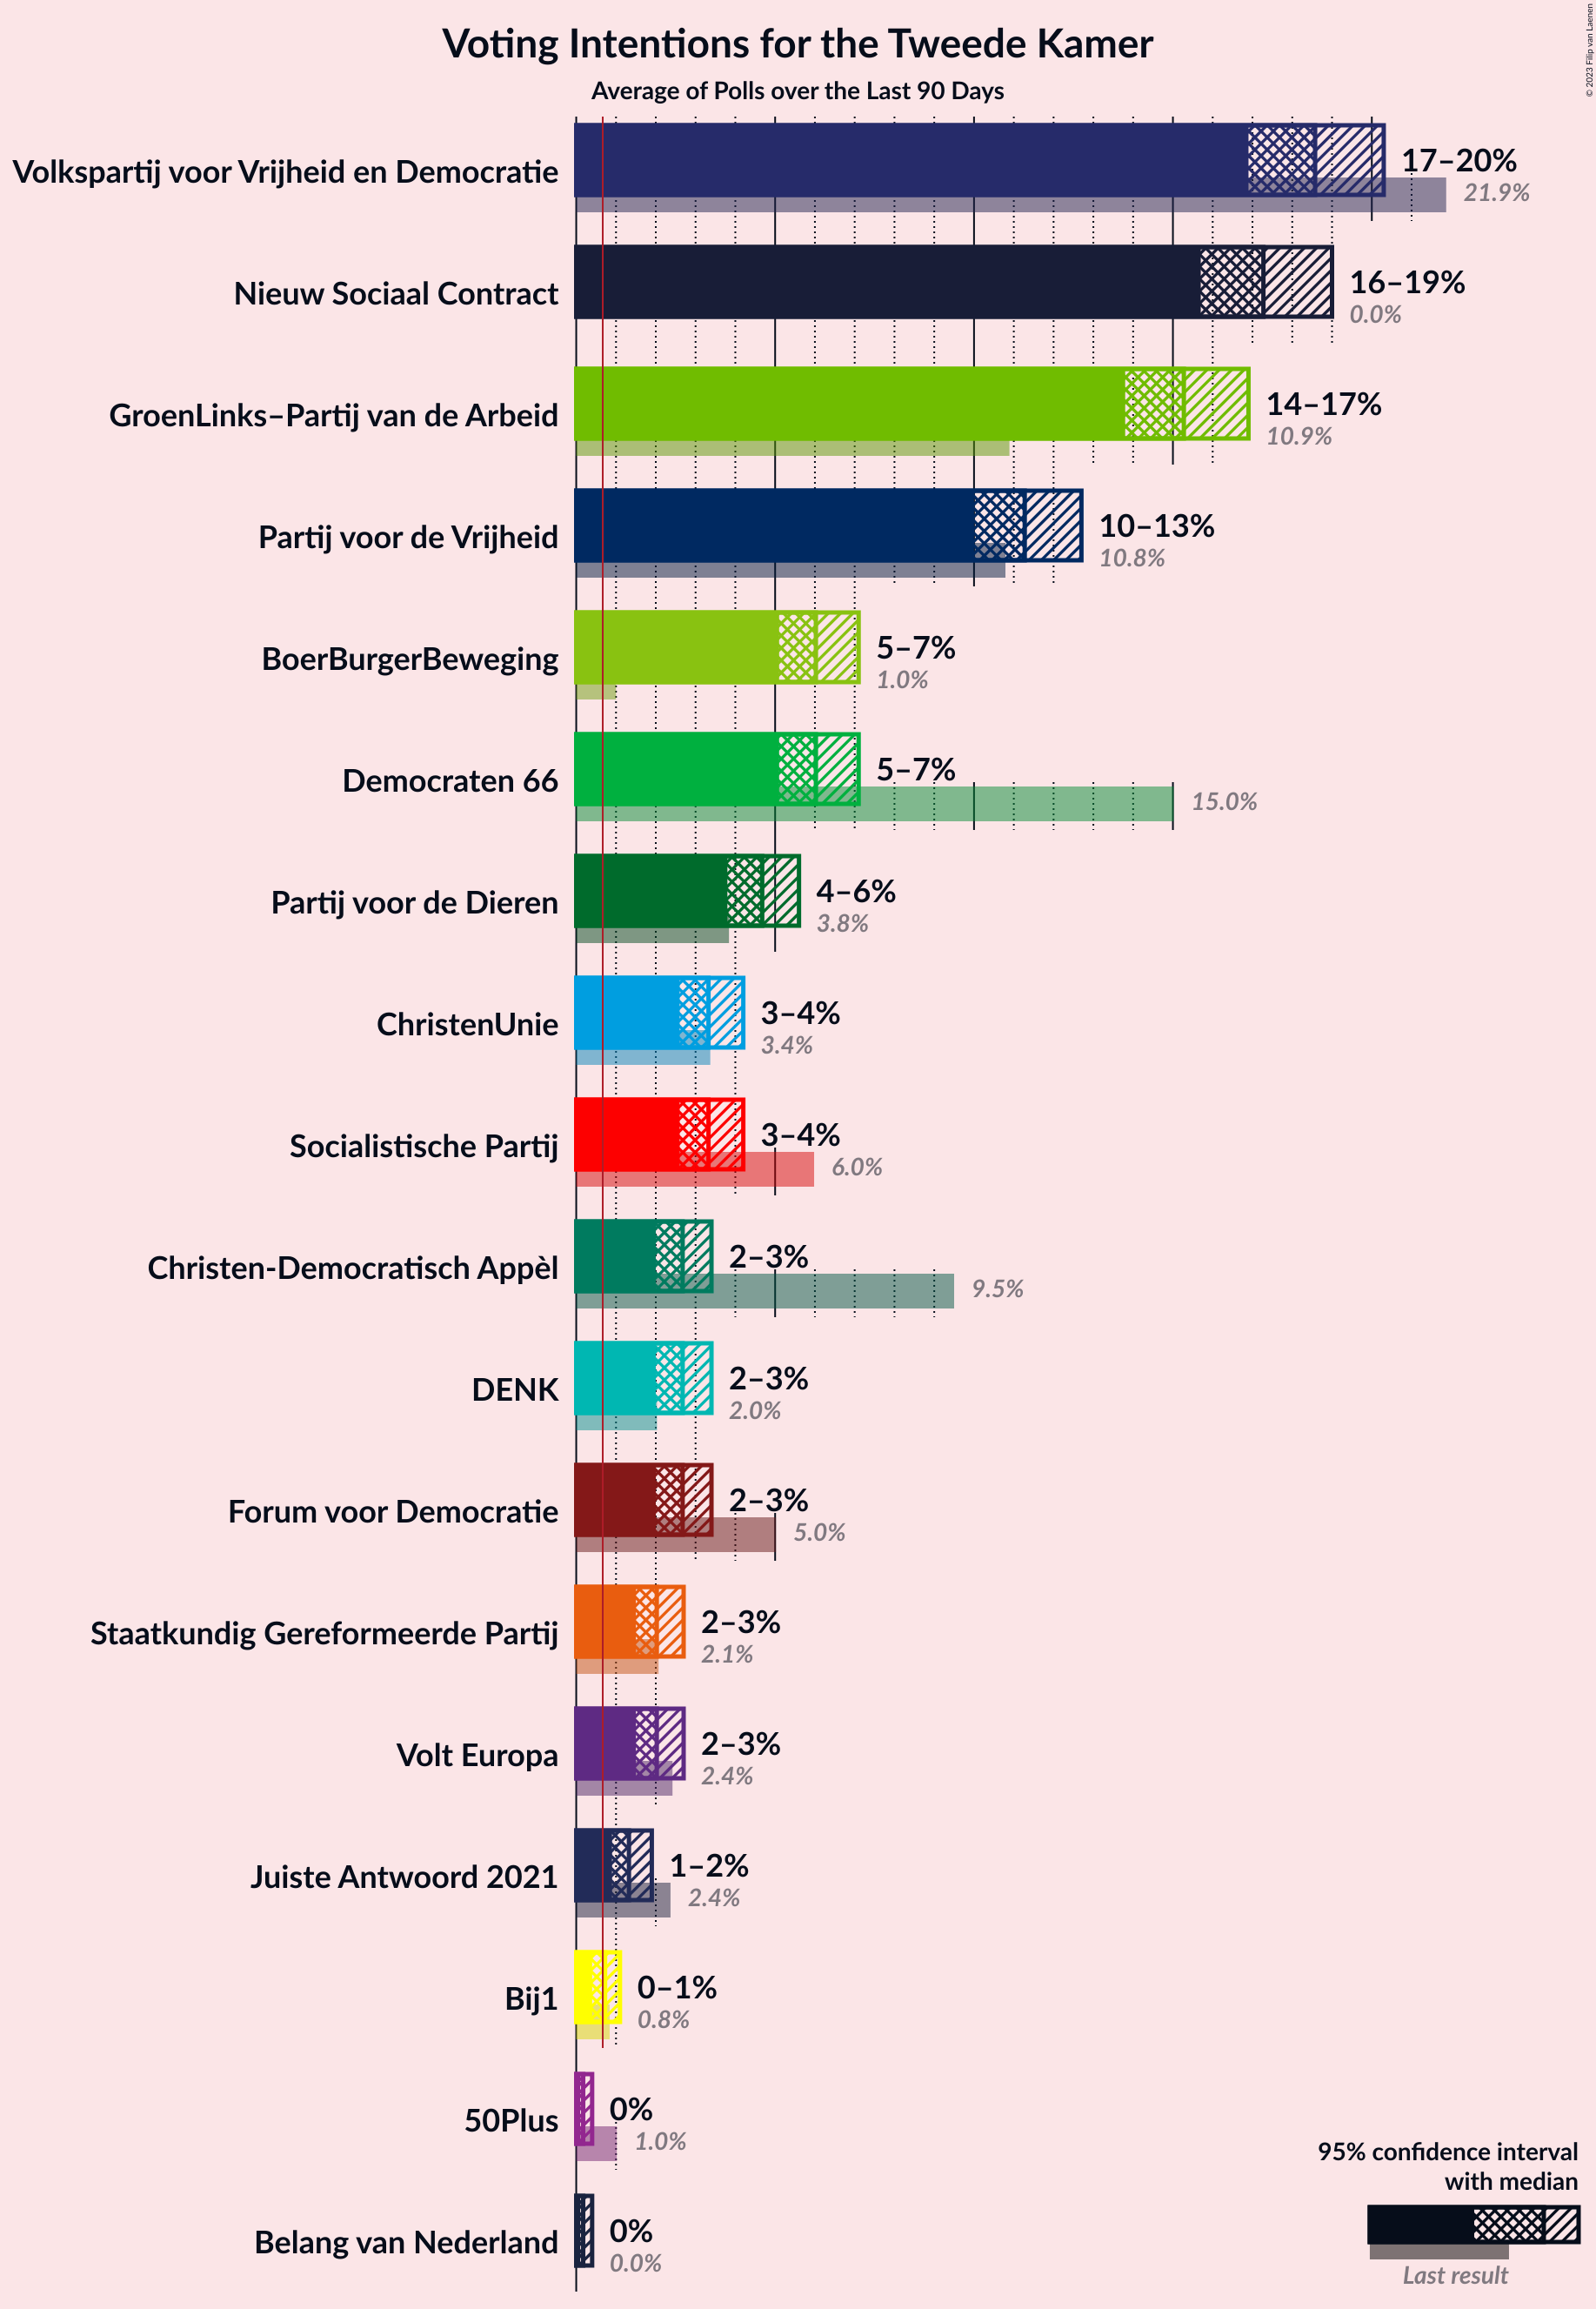 Voting Intentions for the Tweede Kamer
Average of Polls over the Last 90 Days
© 2023 Filip van Laenen
Volkspartij voor Vrijheid en Democratie
17–20%
21.9%
Nieuw Sociaal Contract
16–19%
0.0%
GroenLinks–Partij van de Arbeid
14–17%
10.9%
Partij voor de Vrijheid
10–13%
10.8%
BoerBurgerBeweging
5–7%
1.0%
Democraten 66
5–7%
15.0%
Partij voor de Dieren
4–6%
3.8%
ChristenUnie
3–4%
3.4%
Socialistische Partij
3–4%
6.0%
Christen-Democratisch Appèl
2–3%
9.5%
DENK
2–3%
2.0%
Forum voor Democratie
2–3%
5.0%
Staatkundig Gereformeerde Partij
2–3%
2.1%
Volt Europa
2–3%
2.4%
Juiste Antwoord 2021
1–2%
2.4%
Bij1
0–1%
0.8%
50Plus
0%
1.0%
Belang van Nederland
0%
0.0%
95% confidence interval
with median
Last result